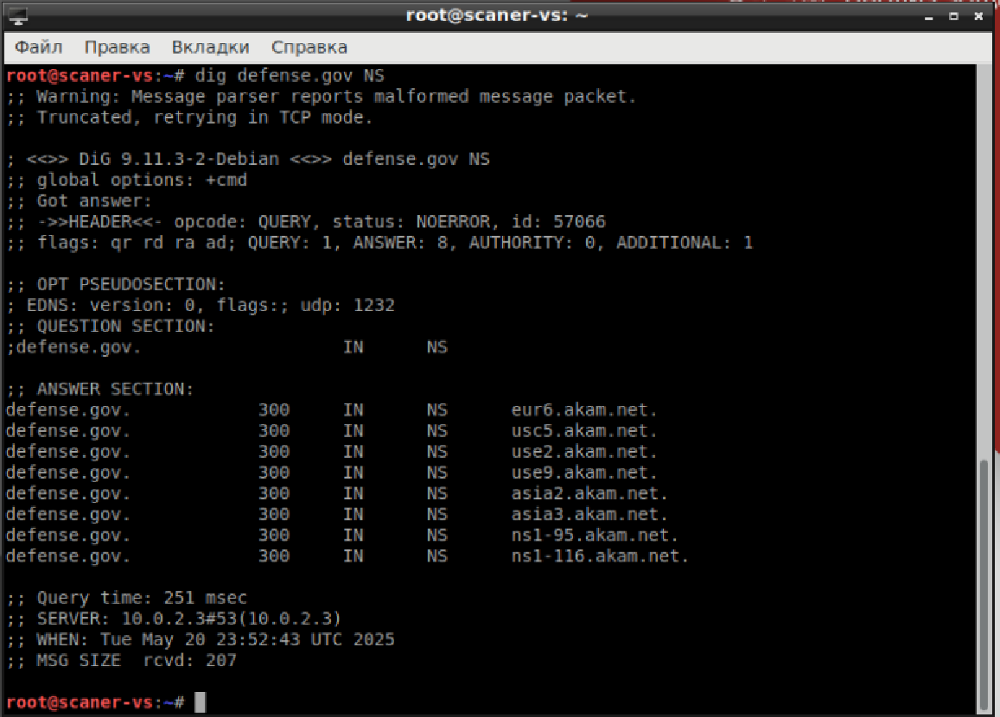 root@scaner-vs: ~
Файл Правка Вкладки Справка
root@scaner-vs:~# dig defense.gov NS
;; Warning: Message parser reports malformed message packet.
;; Truncated, retrying in TCP mode.
; <<>> DiG 9.11.3-2-Debian <<>> defense.gov NS
;; global options: +cmd
;; Got answer:
;; ->>HEADER<<- opcode: QUERY, status: NOERROR, id: 57066
;; flags: qr rd ra ad; QUERY: 1, ANSWER: 8, AUTHORITY: 0, ADDITIONAL: 1
;; OPT PSEUDOSECTION:
; EDNS: version: 0, flags:; udp: 1232
;; QUESTION SECTION:
;defense.gov. IN NS
;; ANSWER SECTION:
defense.gov. 300 IN NS eur6.akam.net.
defense.gov. 300 IN NS usc5.akam.net.
defense.gov. 300 IN NS use2.akam.net.
defense.gov. 300 IN NS use9.akam.net.
defense.gov. 300 IN NS asia2.akam.net.
defense.gov. 300 IN NS asia3.akam.net.
defense.gov. 300 IN NS ns1-95.akam.net.
defense.gov. 300 IN NS ns1-116.akam.net.
;; Query time: 251 msec
;; SERVER: 10.0.2.3#53(10.0.2.3)
;; WHEN: Tue May 20 23:52:43 UTC 2025
;; MSG SIZE rcvd: 207
root@scaner-vs:~#